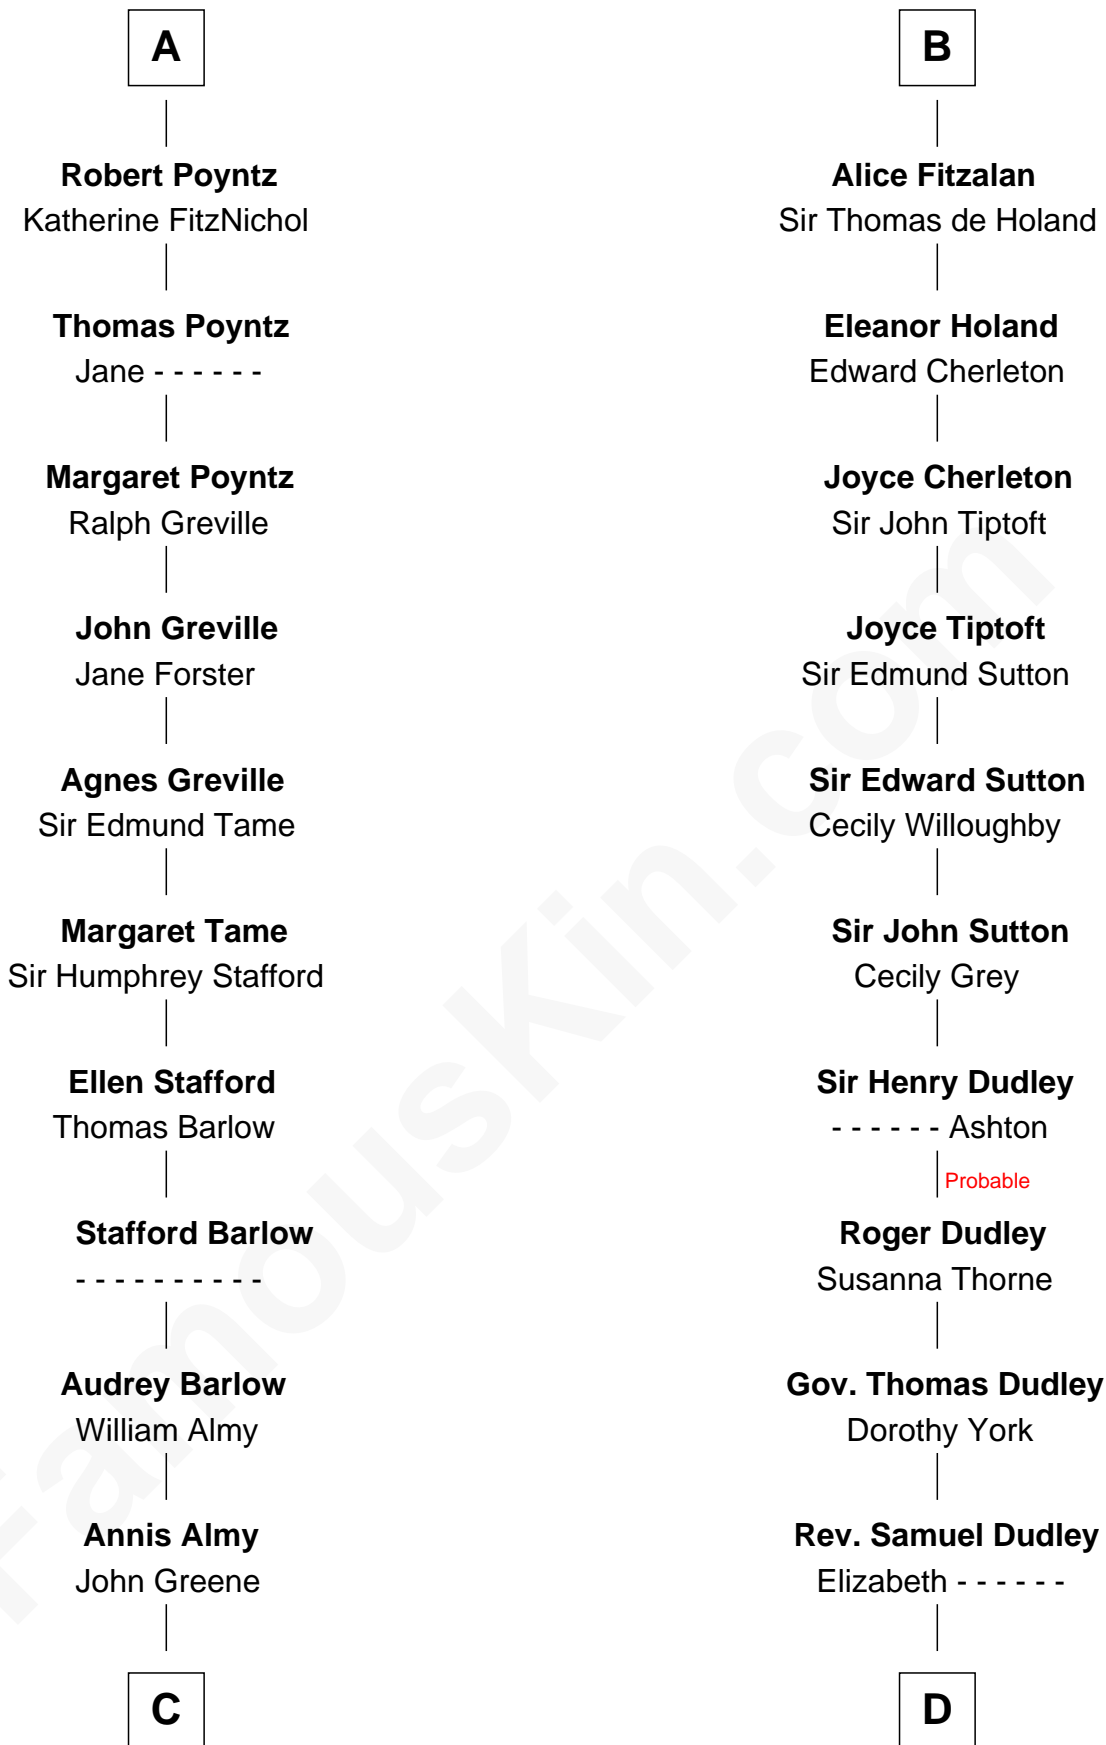 A
Robert Poyntz
Katherine FitzNichol
Thomas Poyntz
Jane - - - - - -
Margaret Poyntz
Ralph Greville
John Greville
Jane Forster
Agnes Greville
Sir Edmund Tame
Margaret Tame
Sir Humphrey Stafford
Ellen Stafford
Thomas Barlow
Stafford Barlow
- - - - - - - - - -
Audrey Barlow
William Almy
Annis Almy
John Greene
C
B
Alice Fitzalan
Sir Thomas de Holand
Eleanor Holand
Edward Cherleton
Joyce Cherleton
Sir John Tiptoft
Joyce Tiptoft
Sir Edmund Sutton
Sir Edward Sutton
Cecily Willoughby
Sir John Sutton
Cecily Grey
Sir Henry Dudley
- - - - - - Ashton
Probable
Roger Dudley
Susanna Thorne
Gov. Thomas Dudley
Dorothy York
Rev. Samuel Dudley
Elizabeth - - - - - -
D
FamousKin.com